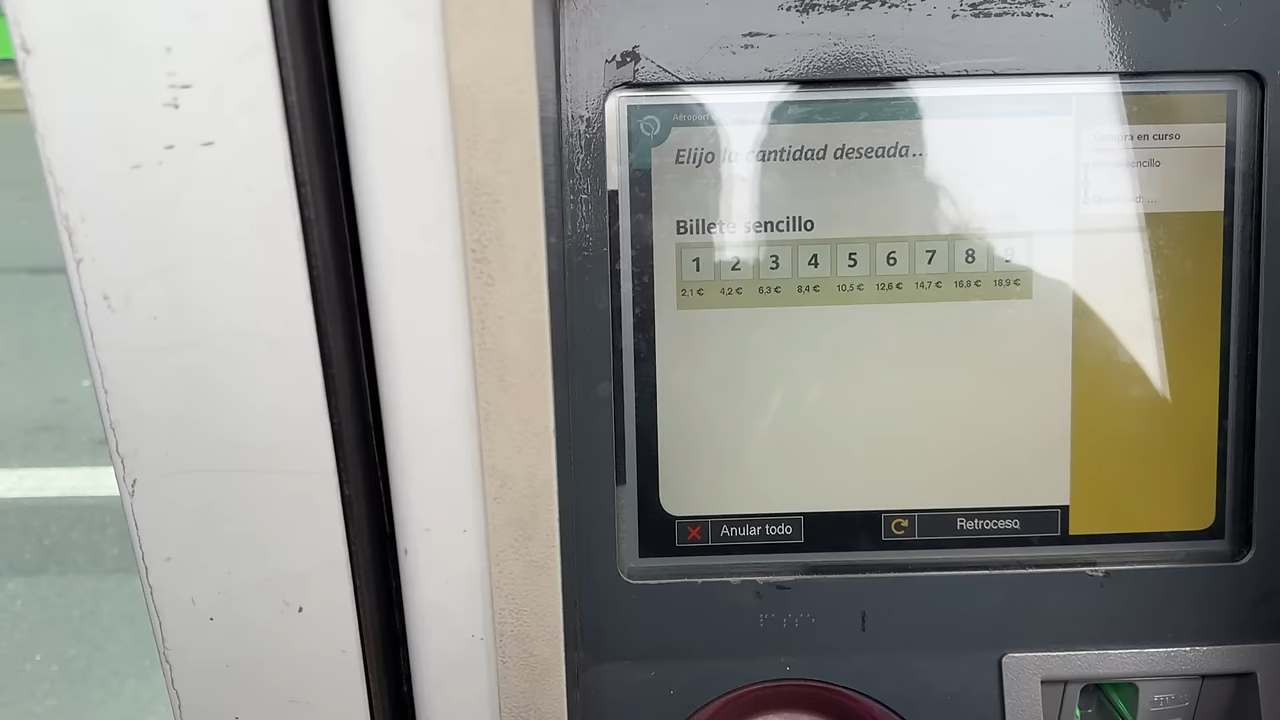 Aéroport
Elijo la cantidad deseada...
Compra en curso
sencillo
Billete sencillo
1 2 3 4 5 6 7 8 9
2,1 € 4,2 € 6,3 € 8,4 € 10,5 € 12,6 € 14,7 € 16,8 € 18,9 €
Anular todo
Retroceso